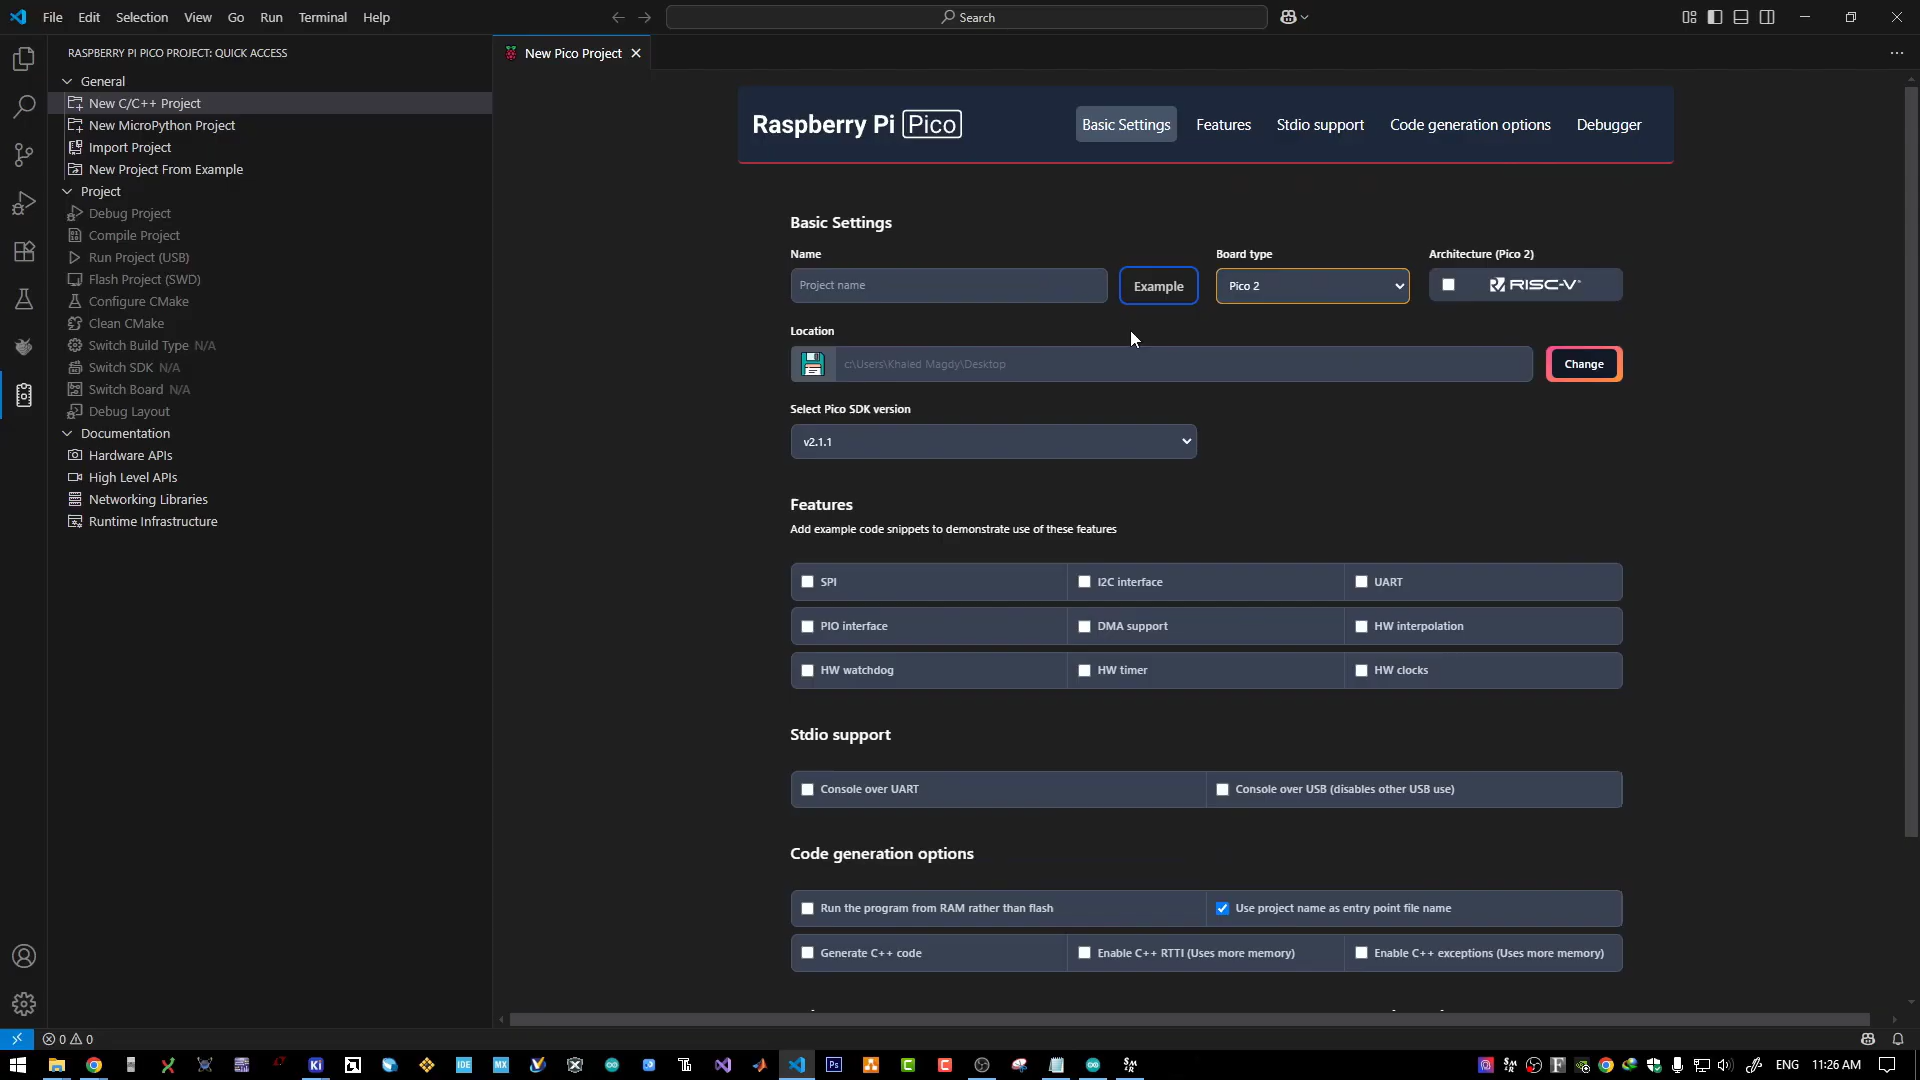 File Edit Selection View Go Run Terminal Help
Search
RASPBERRY PI PICO PROJECT: QUICK ACCESS
General
New C/C++ Project
New MicroPython Project
Import Project
New Project From Example
Project
Debug Project
Compile Project
Run Project (USB)
Flash Project (SWD)
Configure CMake
Clean CMake
Switch Build Type N/A
Switch SDK N/A
Switch Board N/A
Debug Layout
Documentation
Hardware APIs
High Level APIs
Networking Libraries
Runtime Infrastructure
New Pico Project
Raspberry Pi Pico
Basic Settings Features Stdio support Code generation options Debugger
Basic Settings
Name Board type Architecture (Pico 2)
Project name Example Pico 2 RISC-V
Location
c:\Users\Khaled Magdy\Desktop Change
Select Pico SDK version
v2.1.1
Features
Add example code snippets to demonstrate use of these features
SPI I2C interface UART
PIO interface DMA support HW interpolation
HW watchdog HW timer HW clocks
Stdio support
Console over UART Console over USB (disables other USB use)
Code generation options
Run the program from RAM rather than flash Use project name as entry point file name
Generate C++ code Enable C++ RTTI (Uses more memory) Enable C++ exceptions (Uses more memory)
0 0
Ki IDE MX Ps ENG 11:26 AM